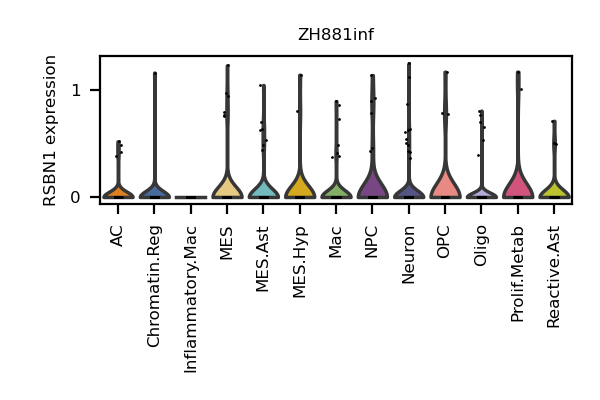 ZH881inf
RSBN1 expression
1
0
AC
Chromatin.Reg
Inflammatory.Mac
MES
MES.Ast
MES.Hyp
Mac
NPC
Neuron
OPC
Oligo
Prolif.Metab
Reactive.Ast